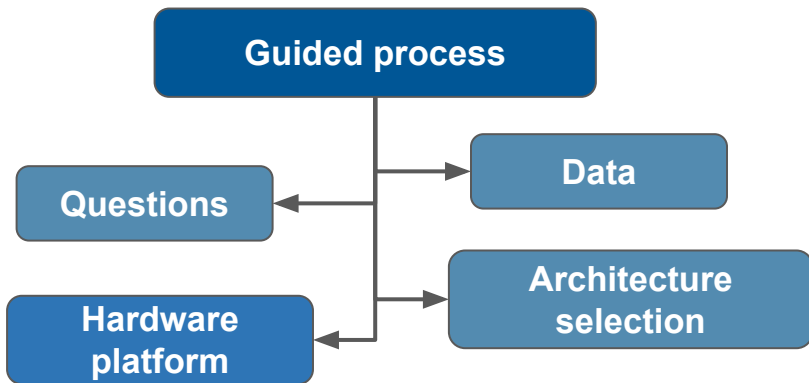 Guided process
Data
Questions
Architecture
selection
Hardware
platform